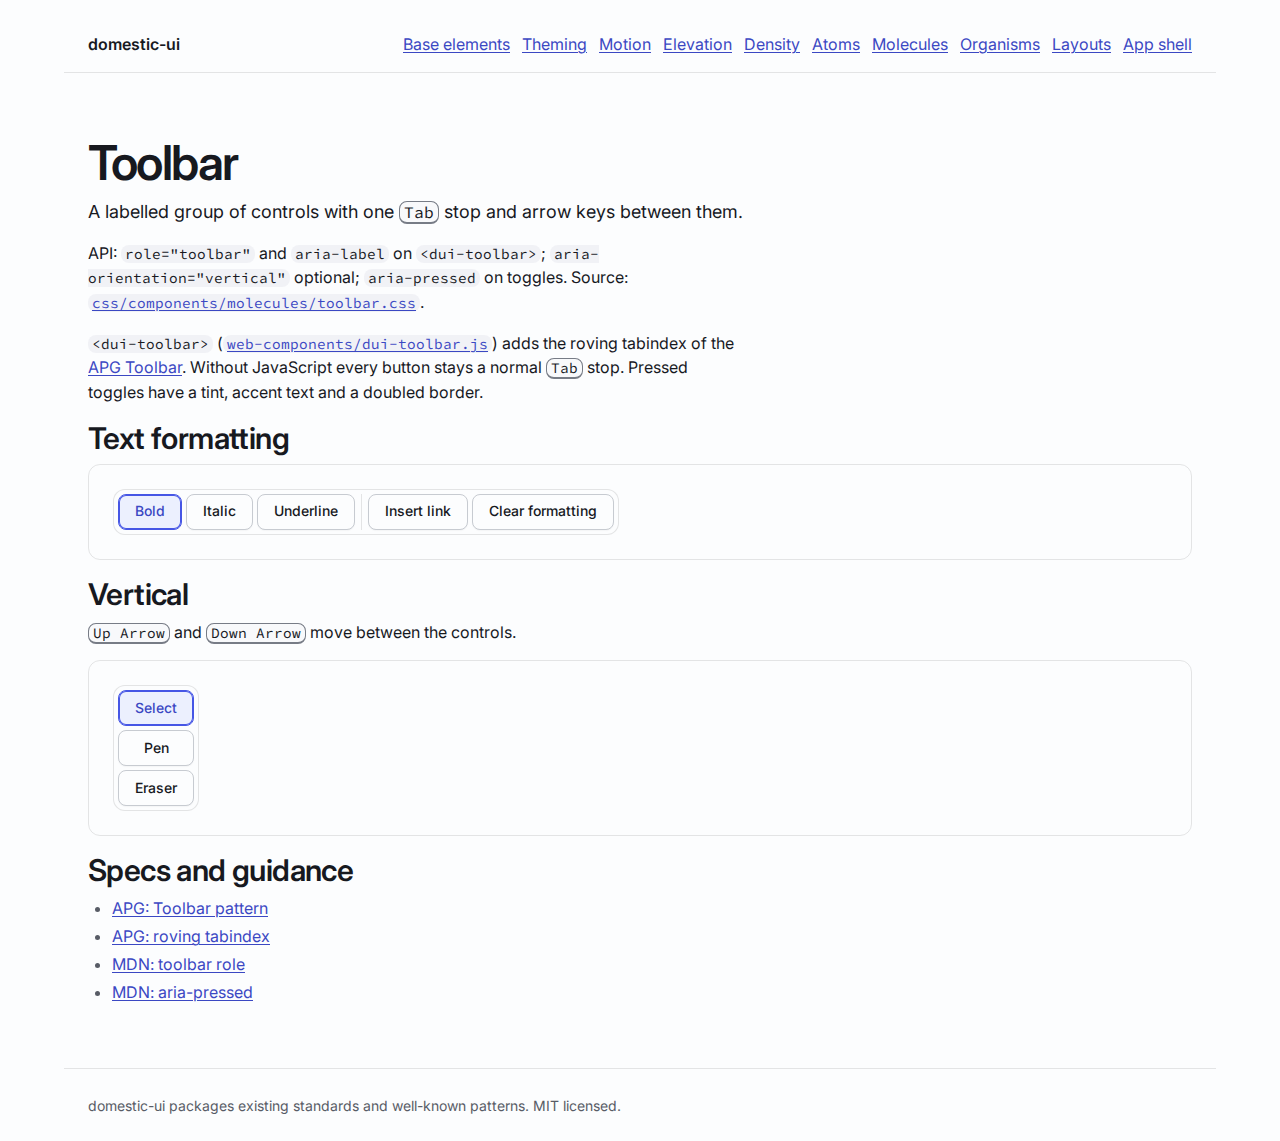 domestic-ui
Base elements Theming Motion Elevation Density Atoms Molecules Organisms Layouts App shell
Toolbar
A labelled group of controls with one Tab stop and arrow keys between them.
API: role="toolbar" and aria-label on <dui-toolbar>; aria-
orientation="vertical" optional; aria-pressed on toggles. Source:
css/components/molecules/toolbar.css.
<dui-toolbar> (web-components/dui-toolbar.js) adds the roving tabindex of the
APG Toolbar. Without JavaScript every button stays a normal Tab stop. Pressed
toggles have a tint, accent text and a doubled border.
Text formatting
Bold Italic Underline Insert link Clear formatting
Vertical
Up Arrow and Down Arrow move between the controls.
Select
Pen
Eraser
Specs and guidance
APG: Toolbar pattern
APG: roving tabindex
MDN: toolbar role
MDN: aria-pressed
domestic-ui packages existing standards and well-known patterns. MIT licensed.